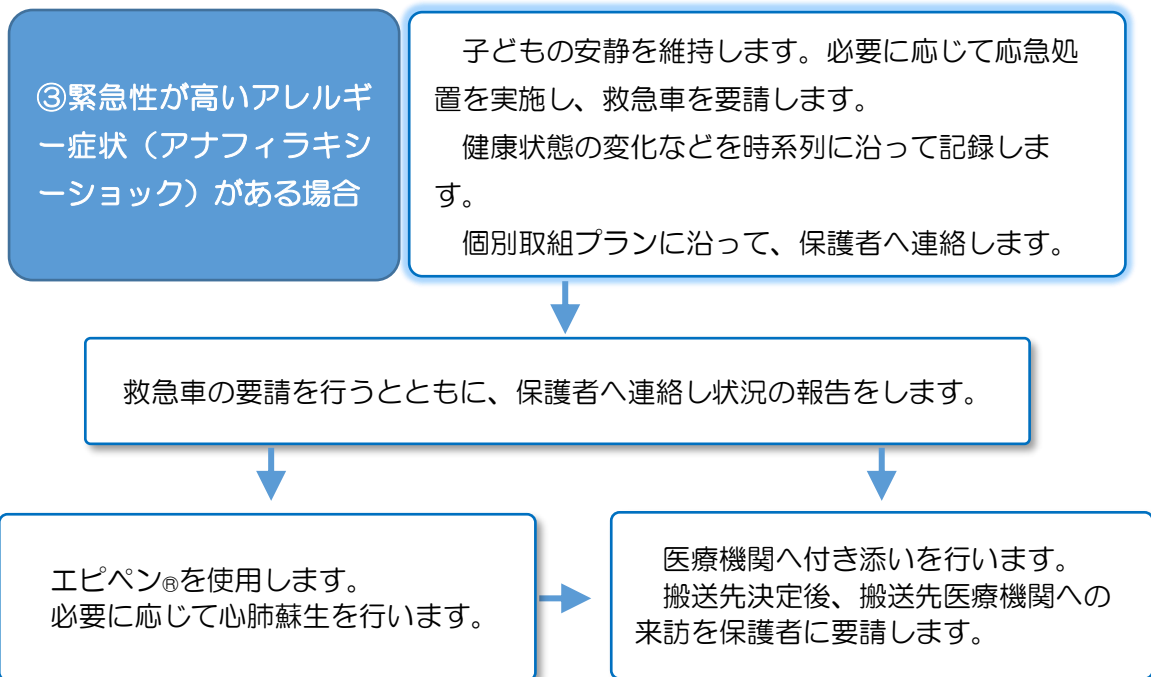 ③緊急性が高いアレルギ
ー症状（アナフィラキシ
ーショック）がある場合
子どもの安静を維持します。必要に応じて応急処
置を実施し、救急車を要請します。
健康状態の変化などを時系列に沿って記録しま
す。
個別取組プランに沿って、保護者へ連絡します。
救急車の要請を行うとともに、保護者へ連絡し状況の報告をします。
エピペン®を使用します。
必要に応じて心肺蘇生を行います。
医療機関へ付き添いを行います。
搬送先決定後、搬送先医療機関への
来訪を保護者に要請します。